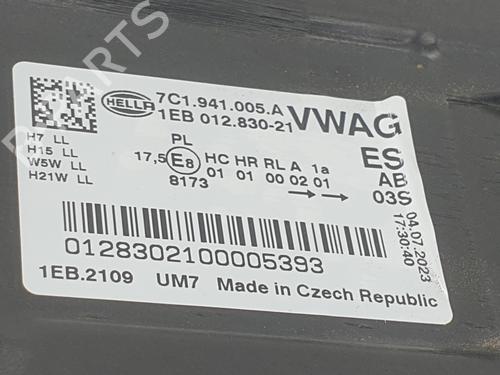 PARTS
HELLA
7C1.941.005.A
1EB 012.830-21
VWAG
H7 LL
H15 LL
W5W LL
H21W LL
PL
17,5 E8
8173
HC HR RL A 1a
01 01 00 02 01
ES
AB
03S
04.07.2023
17:30:40
0128302100005393
1EB.2109 UM7 Made in Czech Republic